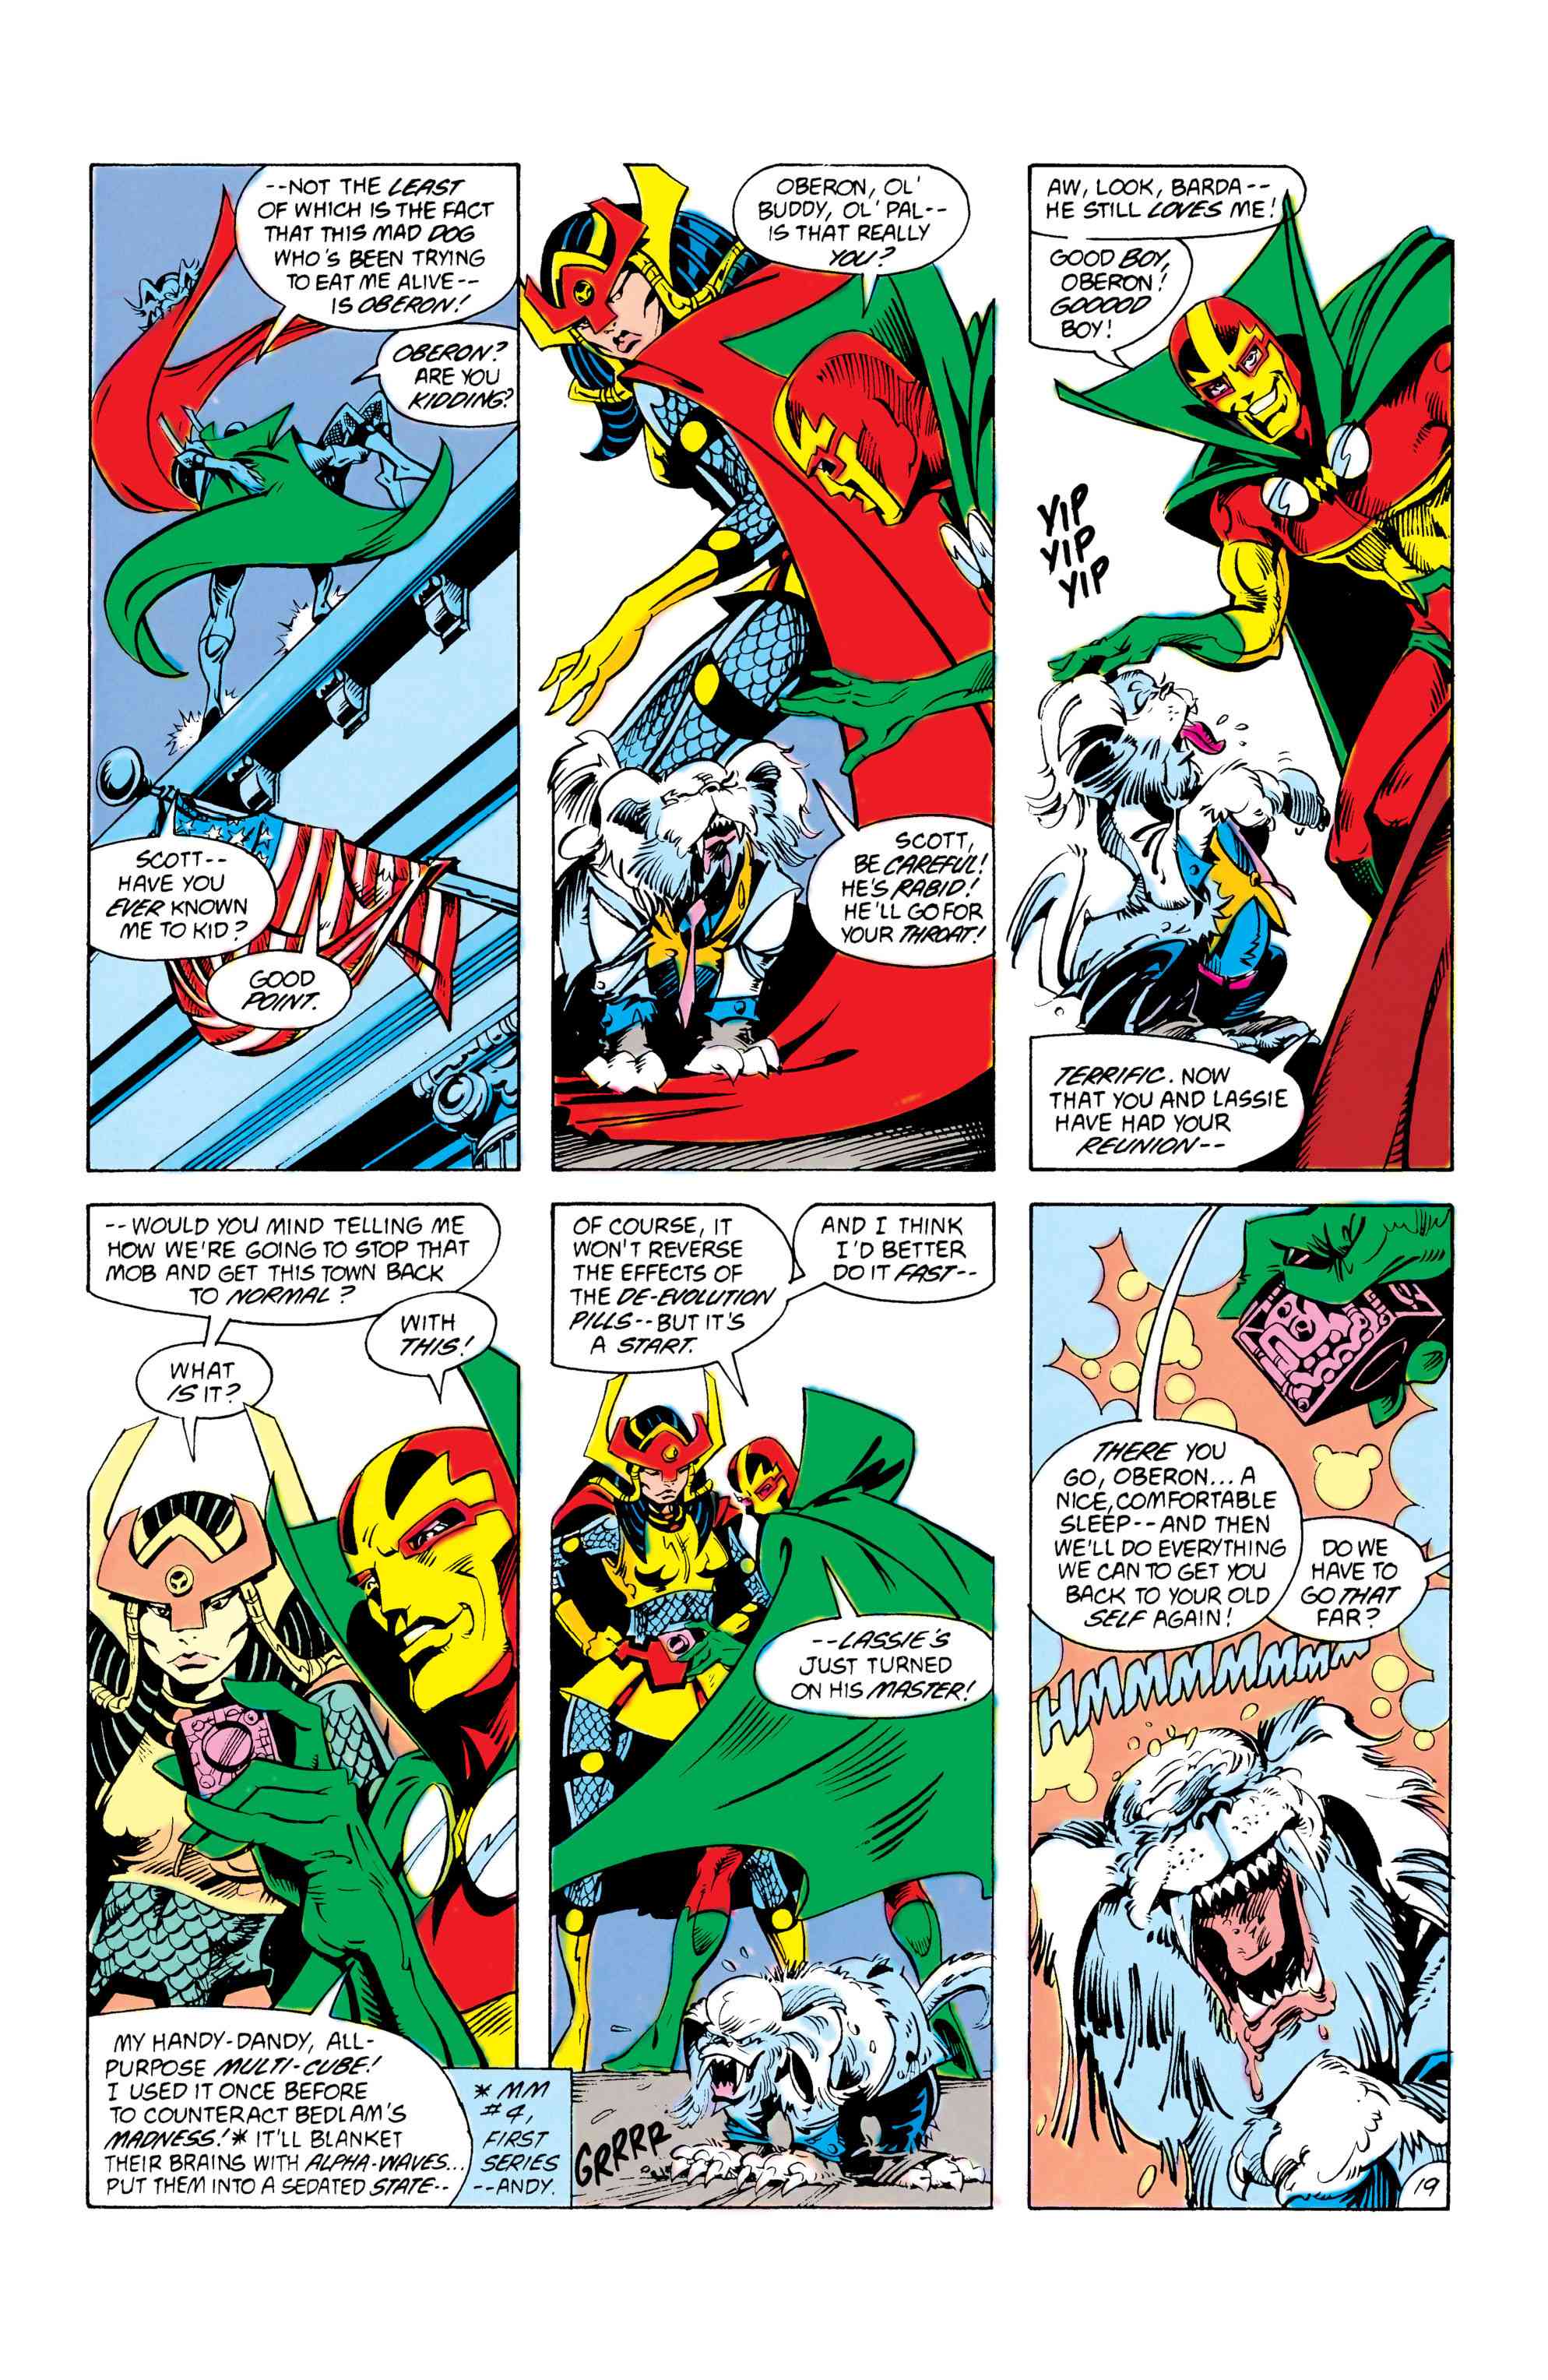 --NOT THE LEAST
OF WHICH IS THE FACT
THAT THIS MAD DOG
WHO'S BEEN TRYING
TO EAT ME ALIVE--
IS OBERON!
OBERON?
ARE YOU
KIDDING?
SCOTT--
HAVE YOU
EVER KNOWN
ME TO KID?
GOOD
POINT.
OBERON, OL'
BUDDY, OL' PAL--
IS THAT REALLY
YOU?
SCOTT,
BE CAREFUL!
HE'S RABID!
HE'LL GO FOR
YOUR THROAT!
AW, LOOK, BARDA--
HE STILL LOVES ME!
GOOD BOY,
OBERON!
GOOOOD
BOY!
YIP
YIP
YIP
TERRIFIC. NOW
THAT YOU AND LASSIE
HAVE HAD YOUR
REUNION--
--WOULD YOU MIND TELLING ME
HOW WE'RE GOING TO STOP THAT
MOB AND GET THIS TOWN BACK
TO NORMAL?
WITH
THIS!
WHAT
IS IT?
MY HANDY-DANDY, ALL-
PURPOSE MULTI-CUBE!
I USED IT ONCE BEFORE
TO COUNTERACT BEDLAM'S
MADNESS!* IT'LL BLANKET
THEIR BRAINS WITH ALPHA-WAVES...
PUT THEM INTO A SEDATED STATE--
* MM
#4,
FIRST
SERIES
--ANDY.
OF COURSE, IT
WON'T REVERSE
THE EFFECTS OF
THE DE-EVOLUTION
PILLS--BUT IT'S
A START.
AND I THINK
I'D BETTER
DO IT FAST--
--LASSIE'S
JUST TURNED
ON HIS MASTER!
GRRRR
THERE YOU
GO, OBERON... A
NICE, COMFORTABLE
SLEEP--AND THEN
WE'LL DO EVERYTHING
WE CAN TO GET YOU
BACK TO YOUR OLD
SELF AGAIN!
DO WE
HAVE TO
GO THAT
FAR?
HMMMMMMMMM
19